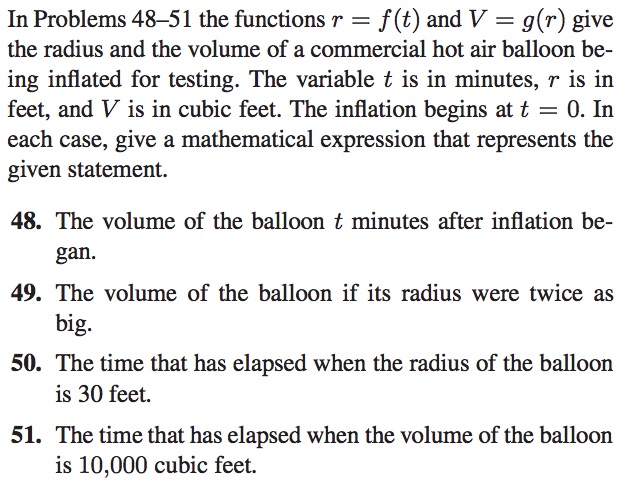 In Problems 48–51 the functions r = f(t) and V = g(r) give
the radius and the volume of a commercial hot air balloon be-
ing inflated for testing. The variable t is in minutes, r is in
feet, and V is in cubic feet. The inflation begins at t = 0. In
each case, give a mathematical expression that represents the
given statement.
48. The volume of the balloon t minutes after inflation be-
gan.
49. The volume of the balloon if its radius were twice as
big.
50. The time that has elapsed when the radius of the balloon
is 30 feet.
51. The time that has elapsed when the volume of the balloon
is 10,000 cubic feet.